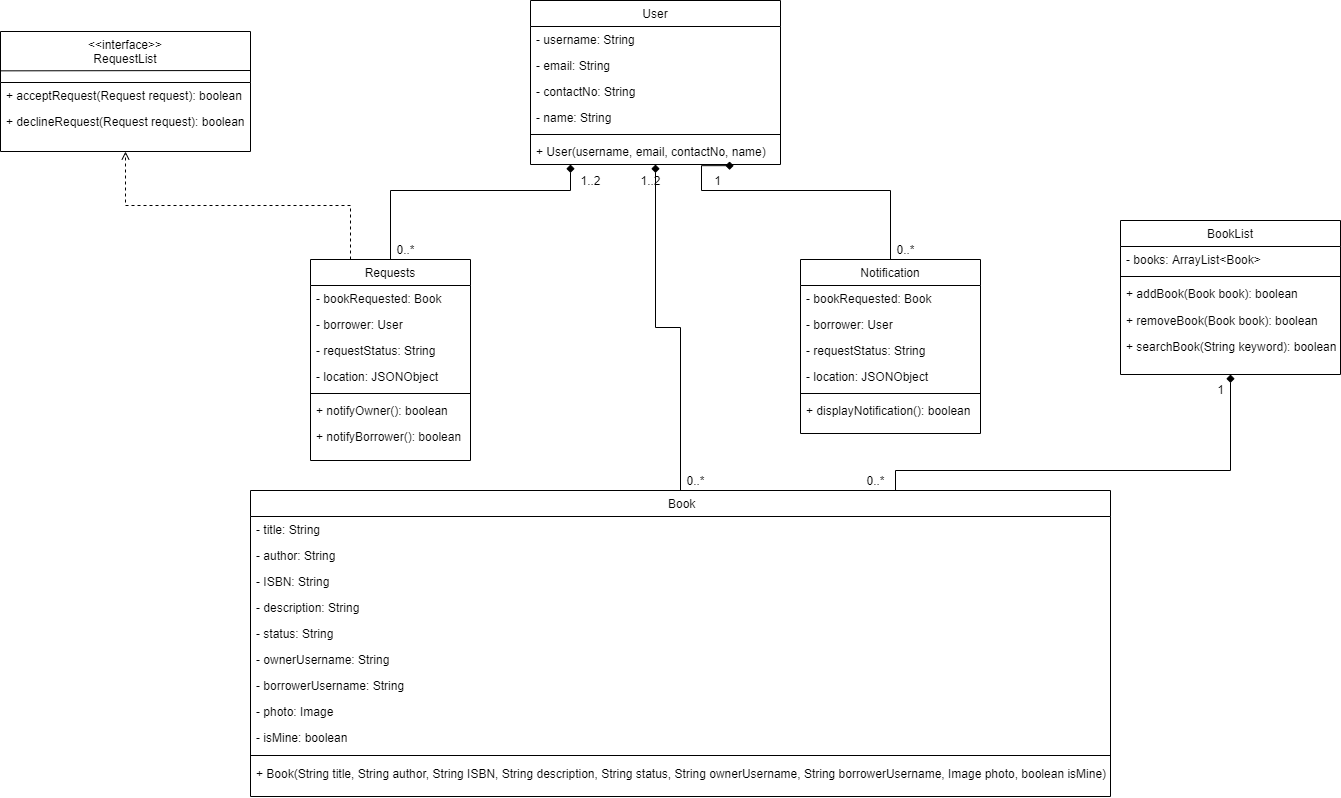 User
- username: String
- email: String
- contactNo: String
- name: String
+ User(username, email, contactNo, name)
<<interface>>
RequestList
+ acceptRequest(Request request): boolean
+ declineRequest(Request request): boolean
1..2
1..2
1
0..*
0..*
Requests
- bookRequested: Book
- borrower: User
- requestStatus: String
- location: JSONObject
+ notifyOwner(): boolean
+ notifyBorrower(): boolean
Notification
- bookRequested: Book
- borrower: User
- requestStatus: String
- location: JSONObject
+ displayNotification(): boolean
BookList
- books: ArrayList<Book>
+ addBook(Book book): boolean
+ removeBook(Book book): boolean
+ searchBook(String keyword): boolean
1
0..*
0..*
Book
- title: String
- author: String
- ISBN: String
- description: String
- status: String
- ownerUsername: String
- borrowerUsername: String
- photo: Image
- isMine: boolean
+ Book(String title, String author, String ISBN, String description, String status, String ownerUsername, String borrowerUsername, Image photo, boolean isMine)